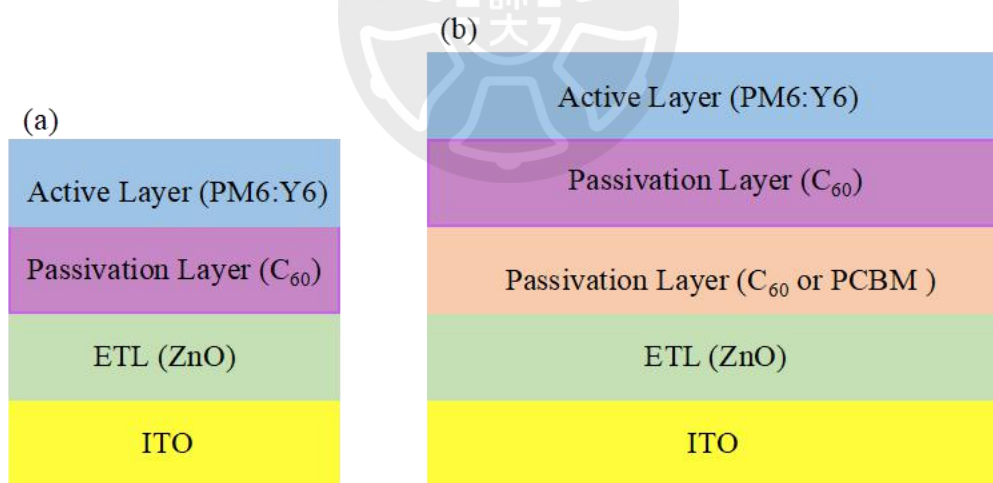 (a)
Active Layer (PM6:Y6)
Passivation Layer (C₆₀)
ETL (ZnO)
ITO
(b)
Active Layer (PM6:Y6)
Passivation Layer (C₆₀)
Passivation Layer (C₆₀ or PCBM )
ETL (ZnO)
ITO
大